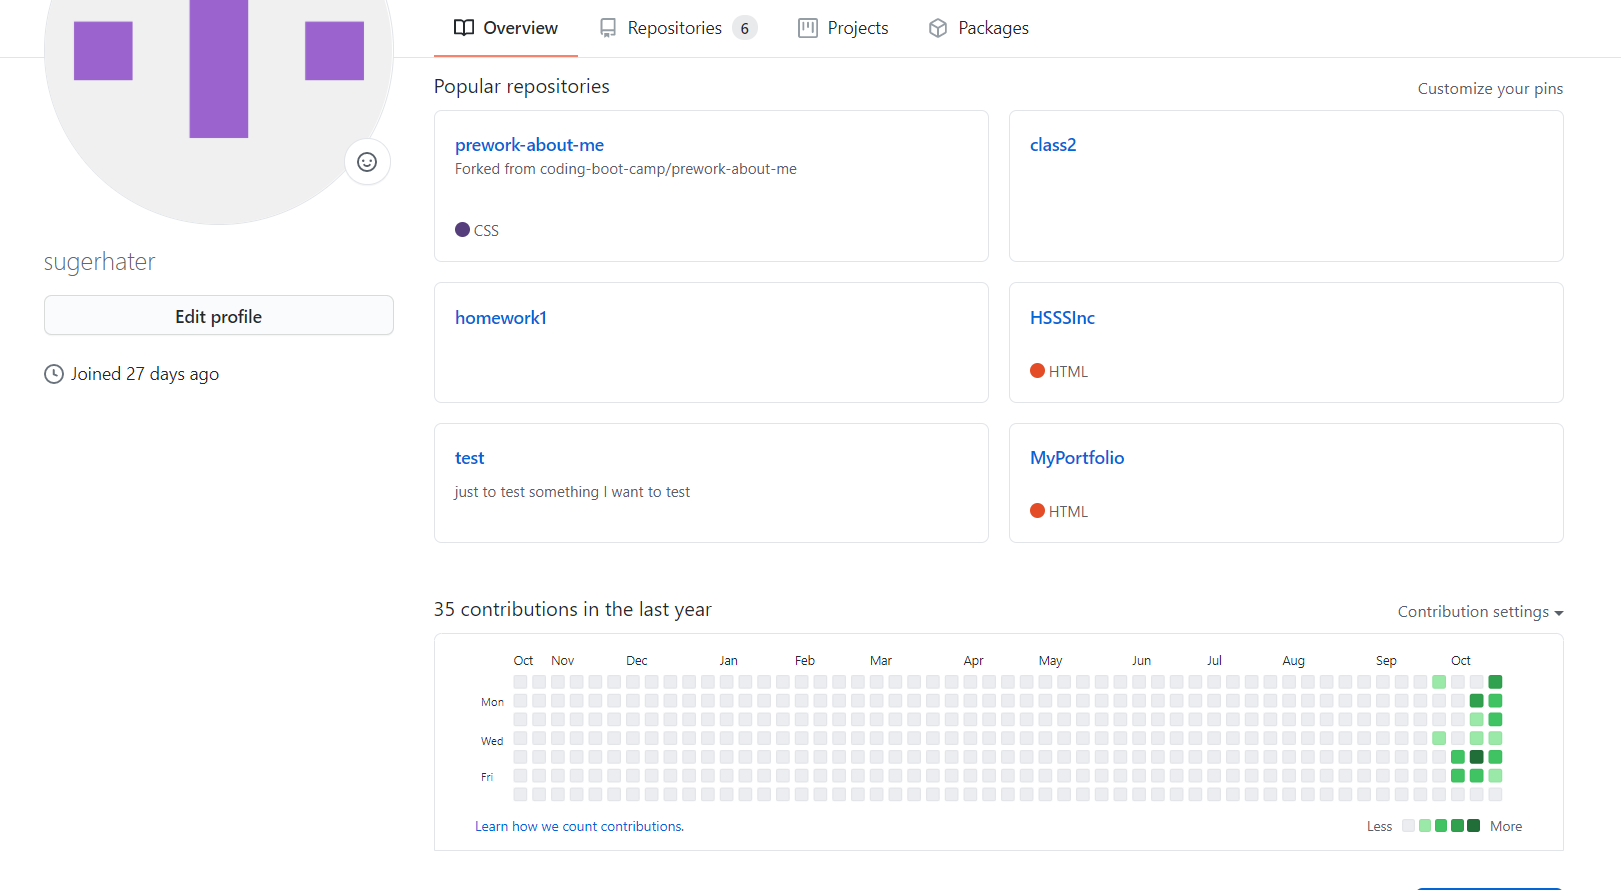 Overview Repositories 6 Projects Packages
Popular repositories
Customize your pins
prework-about-me
Forked from coding-boot-camp/prework-about-me
CSS
class2
sugerhater
Edit profile
Joined 27 days ago
homework1
HSSSInc
HTML
test
just to test something I want to test
MyPortfolio
HTML
35 contributions in the last year
Contribution settings
Oct Nov Dec Jan Feb Mar Apr May Jun Jul Aug Sep Oct
Mon
Wed
Fri
Learn how we count contributions.
Less More